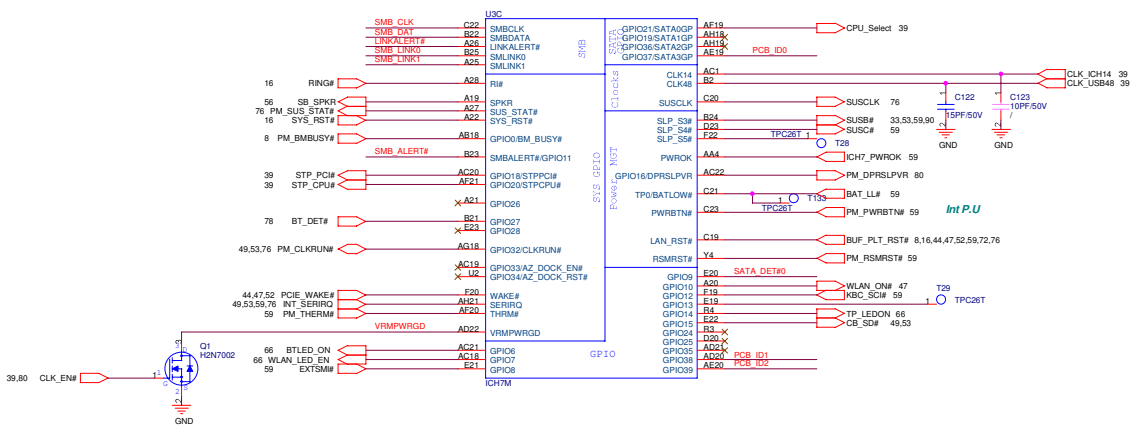 U3C
SMB_CLK C22 SMBCLK
SMB_DAT B22 SMBDATA
LINKALERT# A26 LINKALERT#
SMB_LINK0 B25 SMLINK0
SMB_LINK1 A25 SMLINK1
16 RING# A28 RI#
56 SB_SPKR A19 SPKR
76 PM_SUS_STAT# A27 SUS_STAT#
16 SYS_RST# A22 SYS_RST#
8 PM_BMBUSY# AB18 GPIO0/BM_BUSY#
SMB_ALERT# B23 SMBALERT#/GPIO11
39 STP_PCI# AC20 GPIO18/STPPCI#
39 STP_CPU# AF21 GPIO20/STPCPU#
A21 GPIO26
78 BT_DET# B21 GPIO27
E23 GPIO28
49,53,76 PM_CLKRUN# AG18 GPIO32/CLKRUN#
AC19 GPIO33/AZ_DOCK_EN#
U2 GPIO34/AZ_DOCK_RST#
44,47,52 PCIE_WAKE# F20 WAKE#
49,53,59,76 INT_SERIRQ AH21 SERIRQ
59 PM_THERM# AF20 THRM#
VRMPWRGD AD22 VRMPWRGD
66 BTLED_ON AC21 GPIO6
66 WLAN_LED_EN AC18 GPIO7
59 EXTSMI# E21 GPIO8
ICH7M
SMB
SATA GPIO
Clocks
SYS GPIO
Power MGT
GPIO
GPIO21/SATA0GP AF19 CPU_Select 39
GPIO19/SATA1GP AH18
GPIO36/SATA2GP AH19
GPIO37/SATA3GP AE19 PCB_ID0
CLK14 AC1 CLK_ICH14 39
CLK48 B2 CLK_USB48 39
SUSCLK C20 SUSCLK 76
SLP_S3# B24 SUSB# 33,53,59,90
SLP_S4# D23 SUSC# 59
SLP_S5# F22 TPC26T 1 T28
PWROK AA4 ICH7_PWROK 59
GPIO16/DPRSLPVR AC22 PM_DPRSLPVR 80
TP0/BATLOW# C21 BAT_LL# 59
TPC26T 1 T133
PWRBTN# C23 PM_PWRBTN# 59
Int P.U
LAN_RST# C19 BUF_PLT_RST# 8,16,44,47,52,59,72,76
RSMRST# Y4 PM_RSMRST# 59
GPIO9 E20 SATA_DET#0
GPIO10 A20 WLAN_ON# 47
GPIO12 F19 KBC_SCI# 59
GPIO13 E19 1 T29 TPC26T
GPIO14 R4 TP_LEDON 66
GPIO15 E22 CB_SD# 49,53
GPIO24 R3
GPIO25 D20
GPIO35 AD21
GPIO38 AD20 PCB_ID1
GPIO39 AE20 PCB_ID2
1 C122 15PF/50V 2 GND
1 C123 10PF/50V / 2 GND
Q1
H2N7002
3 D
39,80 CLK_EN# 1 1 G
2 S
2
GND